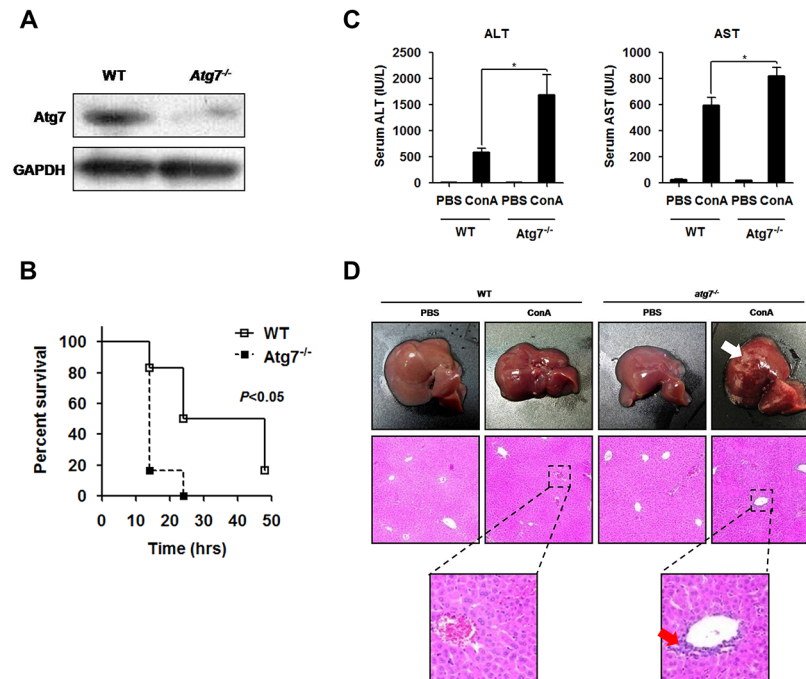 A
WT Atg7-/-
Atg7
GAPDH
B
100
80
60
40
20
0
Percent survival
0 10 20 30 40 50
Time (hrs)
WT
Atg7-/-
P<0.05
C
ALT
2500
2000
1500
1000
500
0
Serum ALT (IU/L)
*
PBS ConA PBS ConA
WT Atg7-/-
AST
1000
800
600
400
200
0
Serum AST (IU/L)
*
PBS ConA PBS ConA
WT Atg7-/-
D
WT atg7-/-
PBS ConA PBS ConA